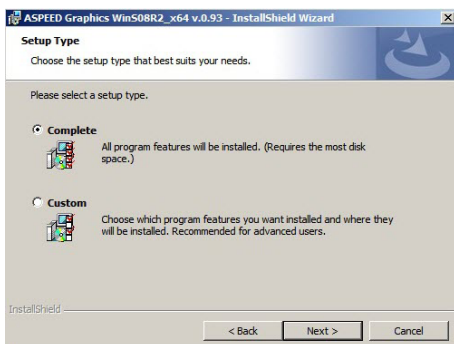 ASPEED Graphics WinS08R2_x64 v.0.93 - InstallShield Wizard
Setup Type
Choose the setup type that best suits your needs.
Please select a setup type.
Complete
All program features will be installed. (Requires the most disk
space.)
Custom
Choose which program features you want installed and where they
will be installed. Recommended for advanced users.
InstallShield
< Back Next > Cancel